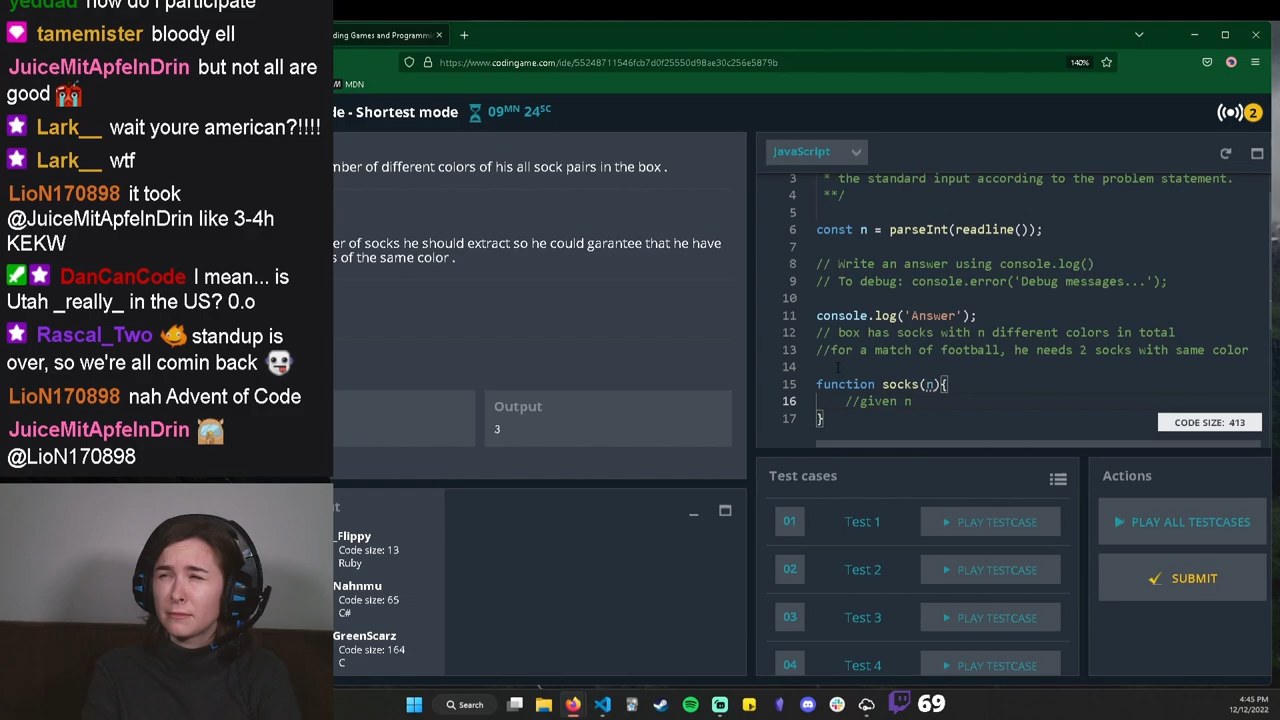 yeddad how do i participate
tamemister bloody ell
JuiceMitApfelnDrin but not all are
good
Lark__ wait youre american?!!!!
Lark__ wtf
LioN170898 it took
@JuiceMitApfelnDrin like 3-4h
KEKW
DanCanCode I mean... is
Utah _really_ in the US? 0.o
Rascal_Two standup is
over, so we're all comin back
LioN170898 nah Advent of Code
JuiceMitApfelnDrin
@LioN170898
ding Games and Programmi
https://www.codingame.com/ide/55248711546fcb7d0f25550d98ae30c256e5879b
140%
MDN
de - Shortest mode 09MN 24SC
2
mber of different colors of his all sock pairs in the box .
er of socks he should extract so he could garantee that he have
s of the same color .
Output
3
_Flippy
Code size: 13
Ruby
Nahnmu
Code size: 65
C#
GreenScarz
Code size: 164
C
JavaScript
3 * the standard input according to the problem statement.
4 **/
5
6 const n = parseInt(readline());
7
8 // Write an answer using console.log()
9 // To debug: console.error('Debug messages...');
10
11 console.log('Answer');
12 // box has socks with n different colors in total
13 //for a match of football, he needs 2 socks with same color
14
15 function socks(n){
16 //given n
17 }
CODE SIZE: 413
Test cases
01 Test 1 PLAY TESTCASE
02 Test 2 PLAY TESTCASE
03 Test 3 PLAY TESTCASE
04 Test 4 PLAY TESTCASE
Actions
PLAY ALL TESTCASES
SUBMIT
Search
69
4:45 PM
12/12/2022